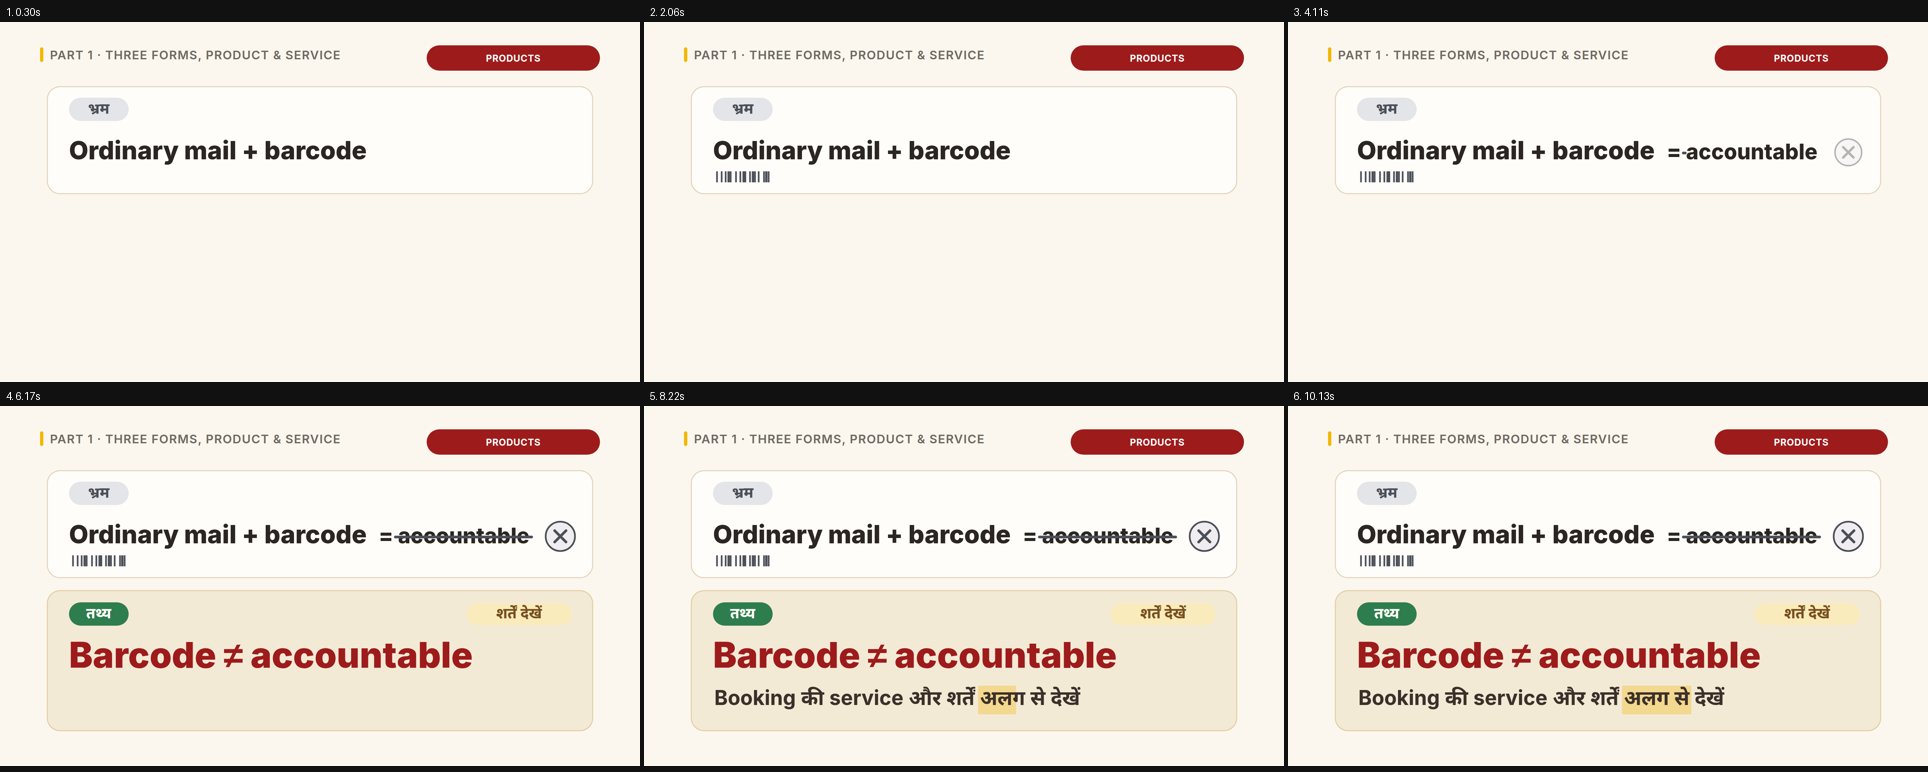 1. 0.30s
PART 1 · THREE FORMS, PRODUCT & SERVICE
PRODUCTS
भ्रम
Ordinary mail + barcode
2. 2.06s
PART 1 · THREE FORMS, PRODUCT & SERVICE
PRODUCTS
भ्रम
Ordinary mail + barcode
3. 4.11s
PART 1 · THREE FORMS, PRODUCT & SERVICE
PRODUCTS
भ्रम
Ordinary mail + barcode = accountable
4. 6.17s
PART 1 · THREE FORMS, PRODUCT & SERVICE
PRODUCTS
भ्रम
Ordinary mail + barcode = accountable
तथ्य
शर्तें देखें
Barcode ≠ accountable
5. 8.22s
PART 1 · THREE FORMS, PRODUCT & SERVICE
PRODUCTS
भ्रम
Ordinary mail + barcode = accountable
तथ्य
शर्तें देखें
Barcode ≠ accountable
Booking की service और शर्तें अलग से देखें
6. 10.13s
PART 1 · THREE FORMS, PRODUCT & SERVICE
PRODUCTS
भ्रम
Ordinary mail + barcode = accountable
तथ्य
शर्तें देखें
Barcode ≠ accountable
Booking की service और शर्तें अलग से देखें